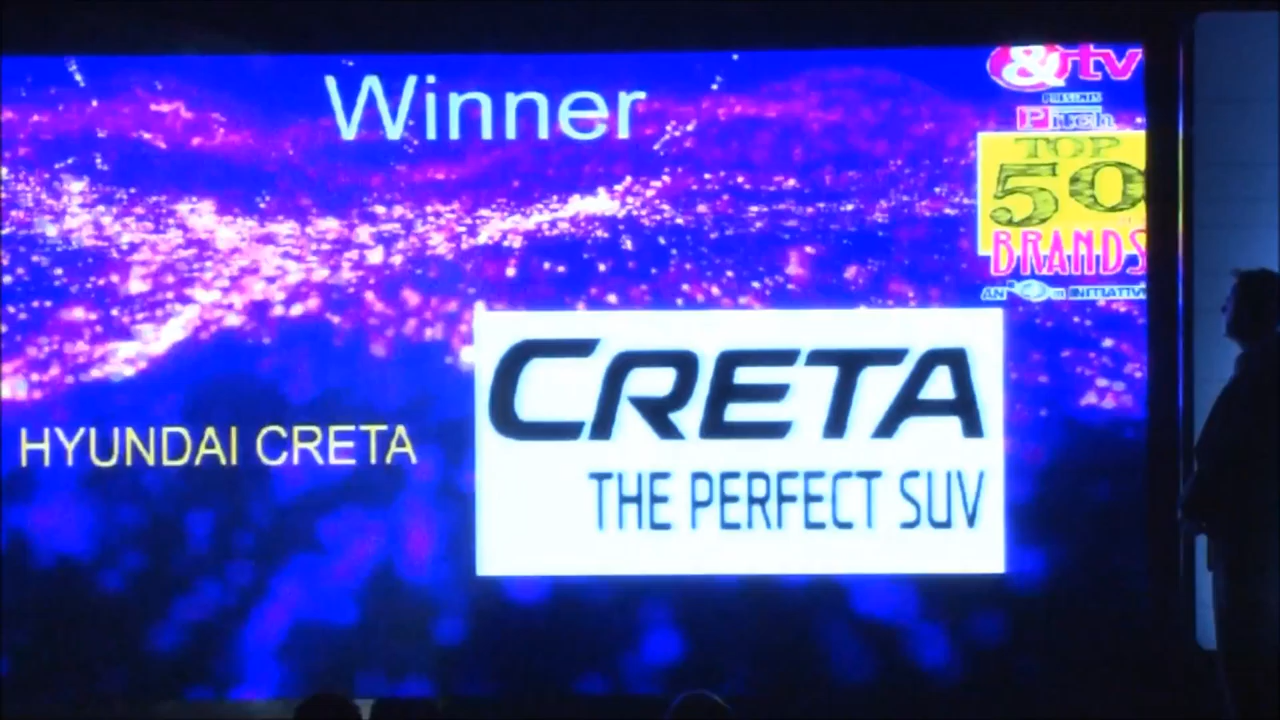 Winner
&tv
PRESENTS
Pitch
TOP
50
BRANDS
AN
INITIATIVE
HYUNDAI CRETA
CRETA
THE PERFECT SUV